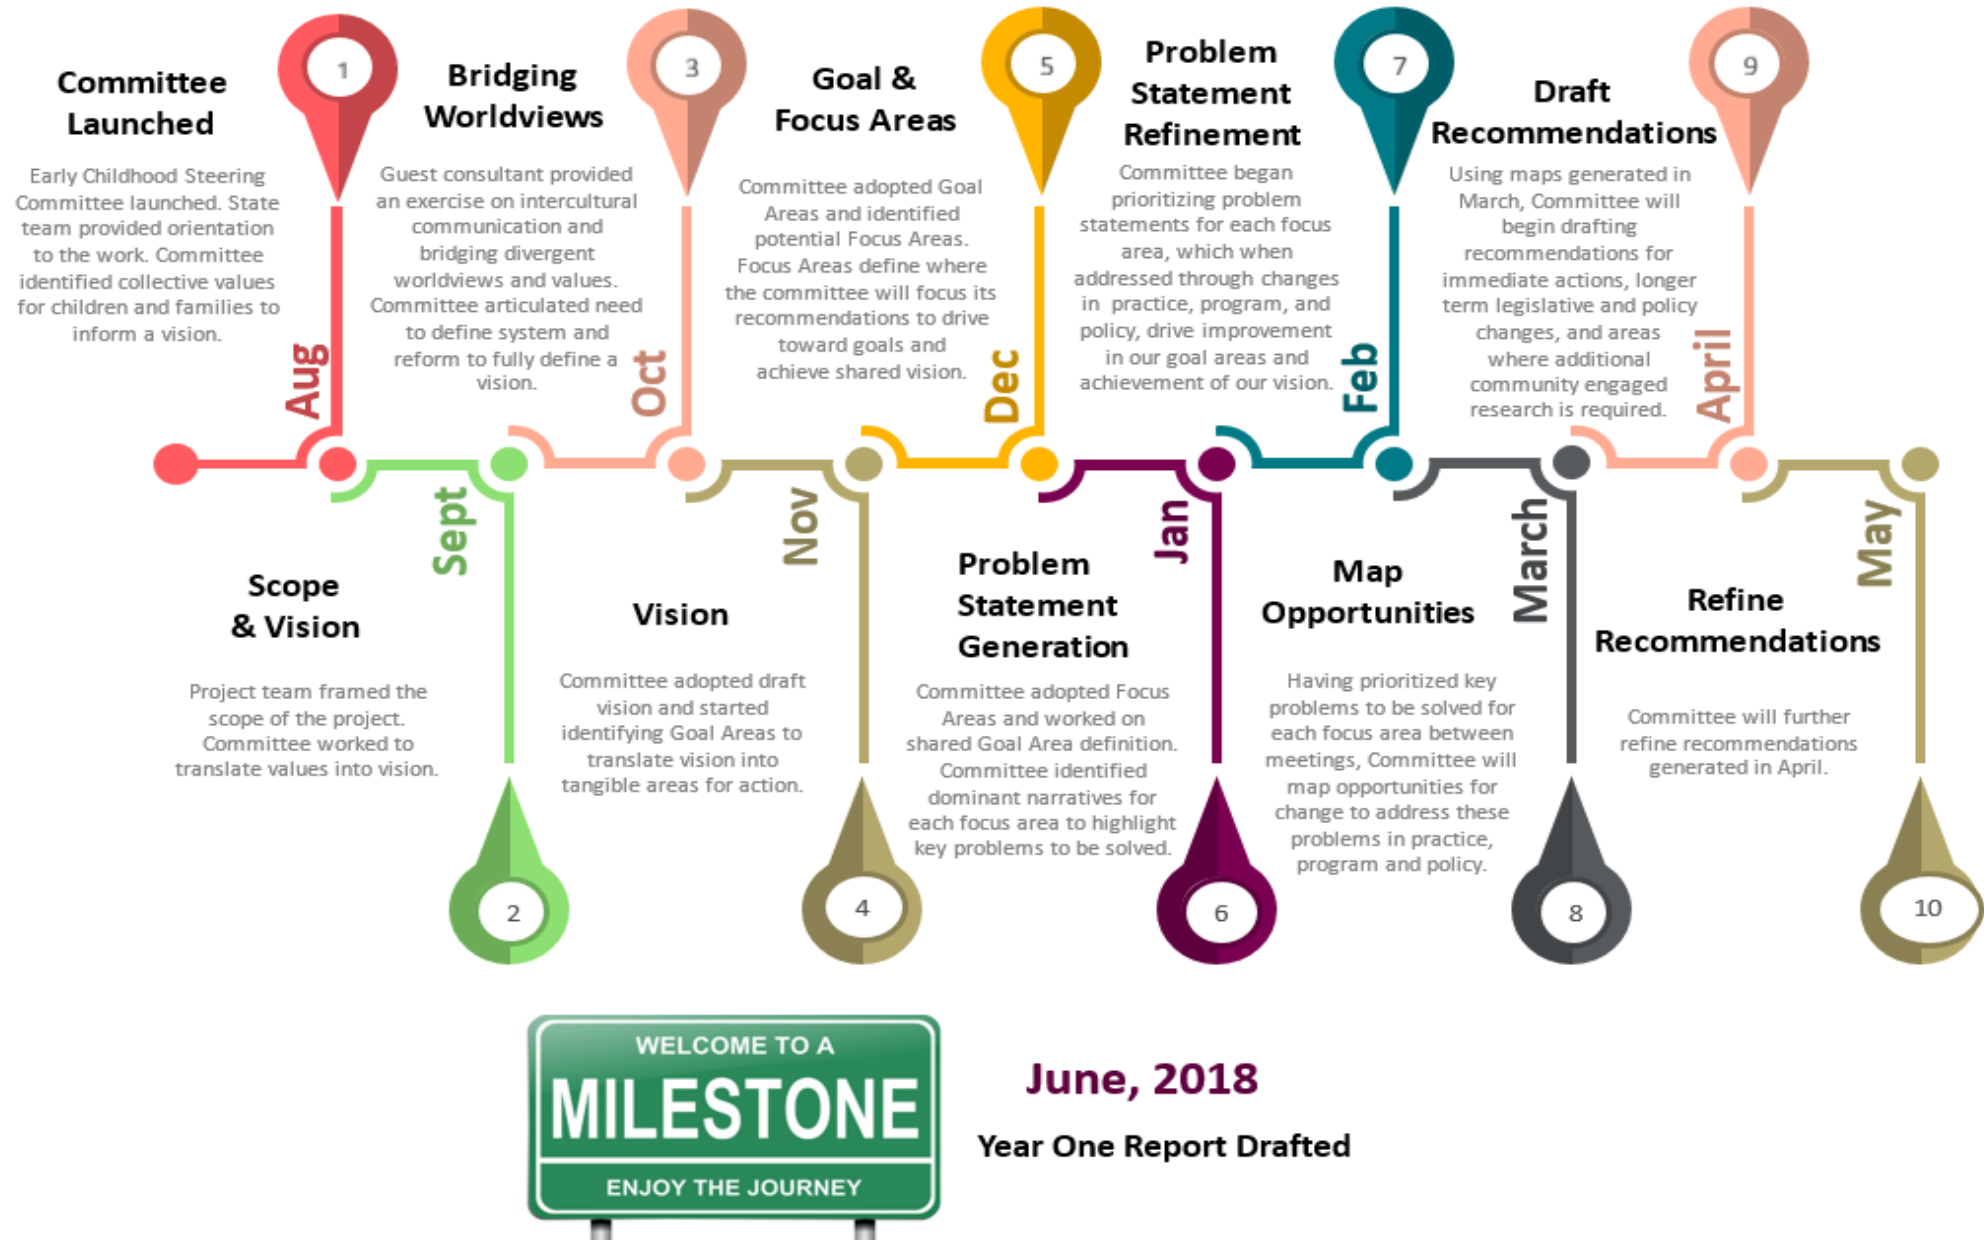 Committee
Launched
Early Childhood Steering
Committee launched. State
team provided orientation
to the work. Committee
identified collective values
for children and families to
inform a vision.
1
Aug
Scope
& Vision
Project team framed the
scope of the project.
Committee worked to
translate values into vision.
Sept
2
Bridging
Worldviews
Guest consultant provided
an exercise on intercultural
communication and
bridging divergent
worldviews and values.
Committee articulated need
to define system and
reform to fully define a
vision.
3
Oct
Vision
Committee adopted draft
vision and started
identifying Goal Areas to
translate vision into
tangible areas for action.
Nov
4
Goal &
Focus Areas
Committee adopted Goal
Areas and identified
potential Focus Areas.
Focus Areas define where
the committee will focus its
recommendations to drive
toward goals and
achieve shared vision.
5
Dec
Problem
Statement
Generation
Committee adopted Focus
Areas and worked on
shared Goal Area definition.
Committee identified
dominant narratives for
each focus area to highlight
key problems to be solved.
Jan
6
Problem
Statement
Refinement
Committee began
prioritizing problem
statements for each focus
area, which when
addressed through changes
in practice, program, and
policy, drive improvement
in our goal areas and
achievement of our vision.
7
Feb
Map
Opportunities
Having prioritized key
problems to be solved for
each focus area between
meetings, Committee will
map opportunities for
change to address these
problems in practice,
program and policy.
March
8
Draft
Recommendations
Using maps generated in
March, Committee will
begin drafting
recommendations for
immediate actions, longer
term legislative and policy
changes, and areas
where additional
community engaged
research is required.
9
April
Refine
Recommendations
Committee will further
refine recommendations
generated in April.
May
10
WELCOME TO A
MILESTONE
ENJOY THE JOURNEY
June, 2018
Year One Report Drafted